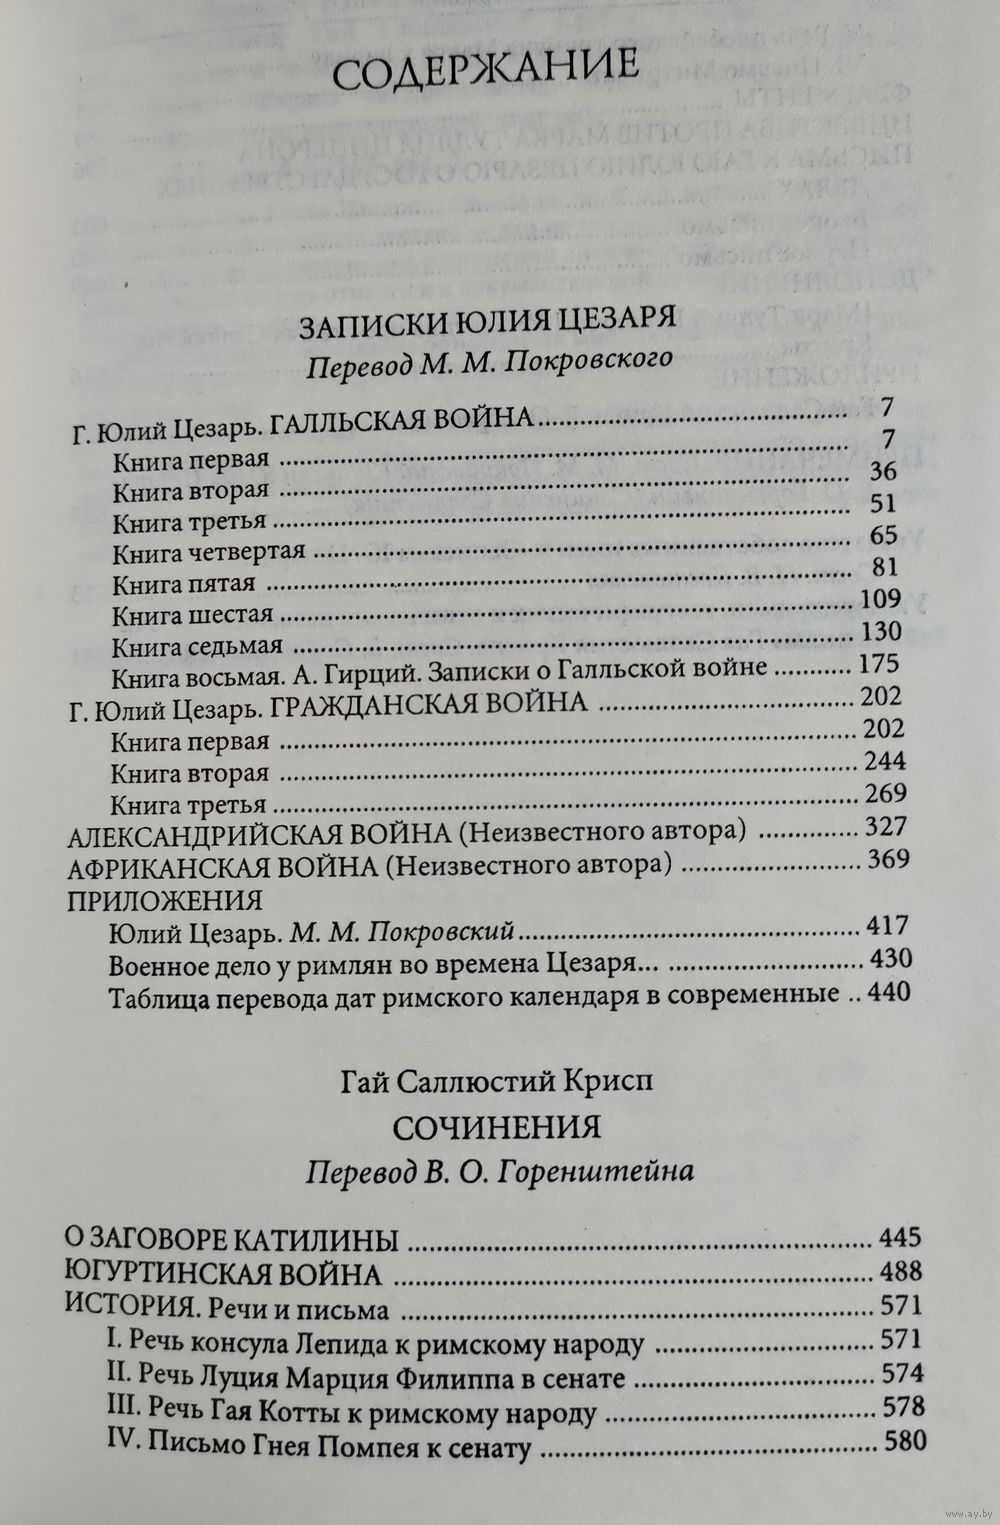 СОДЕРЖАНИЕ
ЗАПИСКИ ЮЛИЯ ЦЕЗАРЯ
Перевод М. М. Покровского
Г. Юлий Цезарь. ГАЛЛЬСКАЯ ВОЙНА ........ 7
Книга первая ........ 7
Книга вторая ........ 36
Книга третья ........ 51
Книга четвертая ........ 65
Книга пятая ........ 81
Книга шестая ........ 109
Книга седьмая ........ 130
Книга восьмая. А. Гирций. Записки о Галльской войне ........ 175
Г. Юлий Цезарь. ГРАЖДАНСКАЯ ВОЙНА ........ 202
Книга первая ........ 202
Книга вторая ........ 244
Книга третья ........ 269
АЛЕКСАНДРИЙСКАЯ ВОЙНА (Неизвестного автора) ........ 327
АФРИКАНСКАЯ ВОЙНА (Неизвестного автора) ........ 369
ПРИЛОЖЕНИЯ
Юлий Цезарь. М. М. Покровский ........ 417
Военное дело у римлян во времена Цезаря... ........ 430
Таблица перевода дат римского календаря в современные .. 440
Гай Саллюстий Крисп
СОЧИНЕНИЯ
Перевод В. О. Горенштейна
О ЗАГОВОРЕ КАТИЛИНЫ ........ 445
ЮГУРТИНСКАЯ ВОЙНА ........ 488
ИСТОРИЯ. Речи и письма ........ 571
I. Речь консула Лепида к римскому народу ........ 571
II. Речь Луция Марция Филиппа в сенате ........ 574
III. Речь Гая Котты к римскому народу ........ 578
IV. Письмо Гнея Помпея к сенату ........ 580
www.ay.by